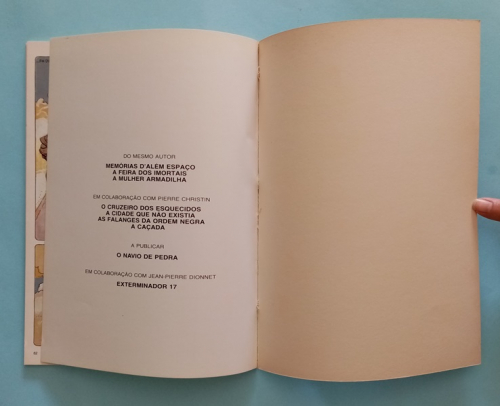 DO MESMO AUTOR
MEMÓRIAS D'ALEM ESPAÇO
A FEIRA DOS IMORTAIS
A MULHER ARMADILHA
EM COLABORAÇÃO COM PIERRE CHRISTIN
O CRUZEIRO DOS ESQUECIDOS
A CIDADE QUE NÃO EXISTIA
AS FALANGES DA ORDEM NEGRA
A CAÇADA
A PUBLICAR
O NAVIO DE PEDRA
EM COLABORAÇÃO COM JEAN-PIERRE DIONNET
EXTERMINADOR 17